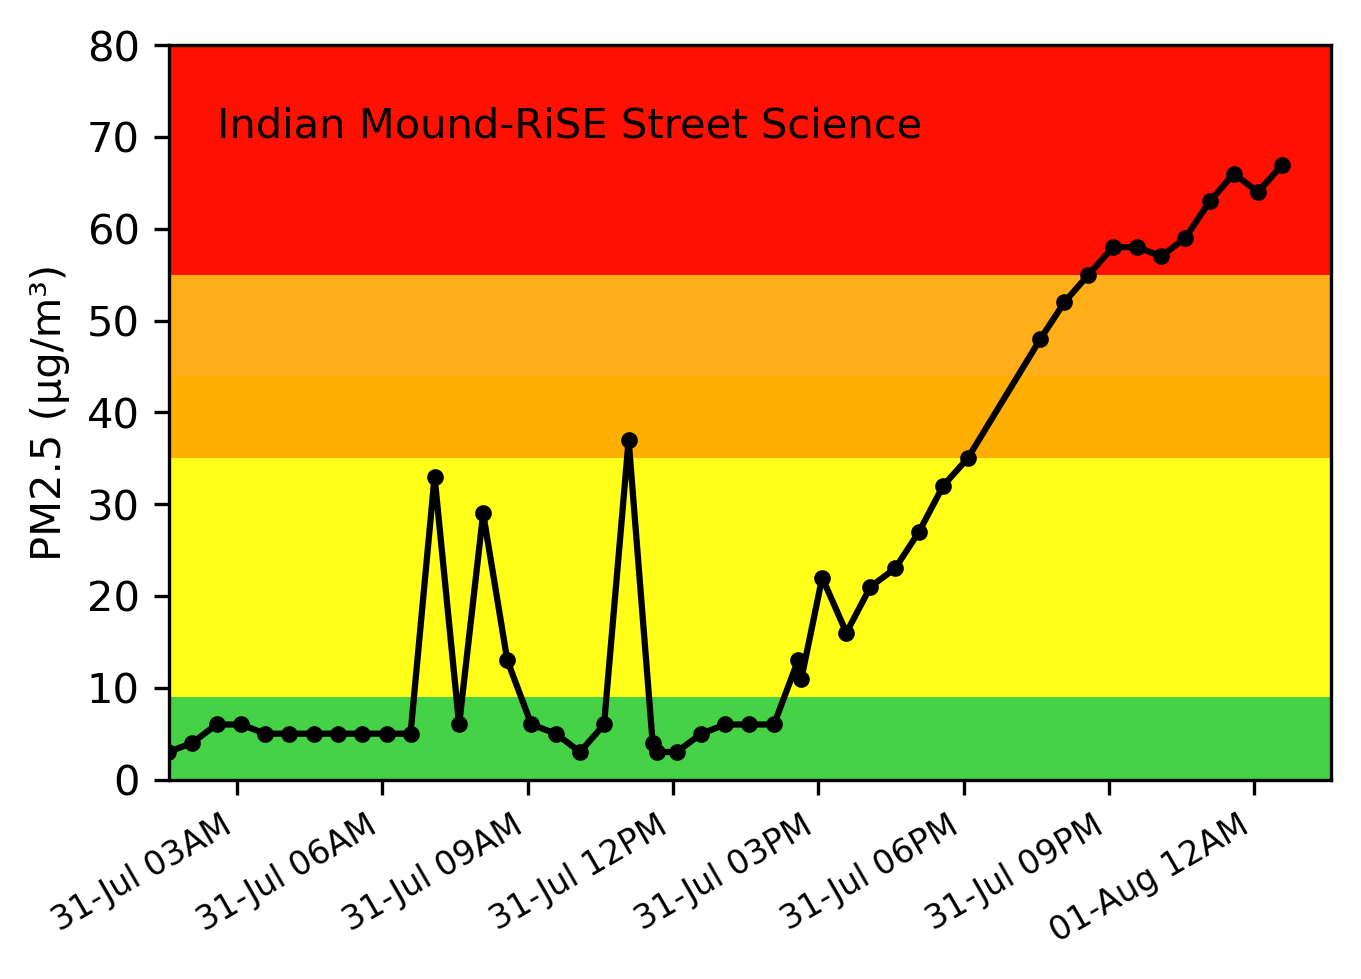 80
Indian Mound-RiSE Street Science
70
60
50
40
30
20
10
0
PM2.5 (µg/m³)
31-Jul 03AM
31-Jul 06AM
31-Jul 09AM
31-Jul 12PM
31-Jul 03PM
31-Jul 06PM
31-Jul 09PM
01-Aug 12AM